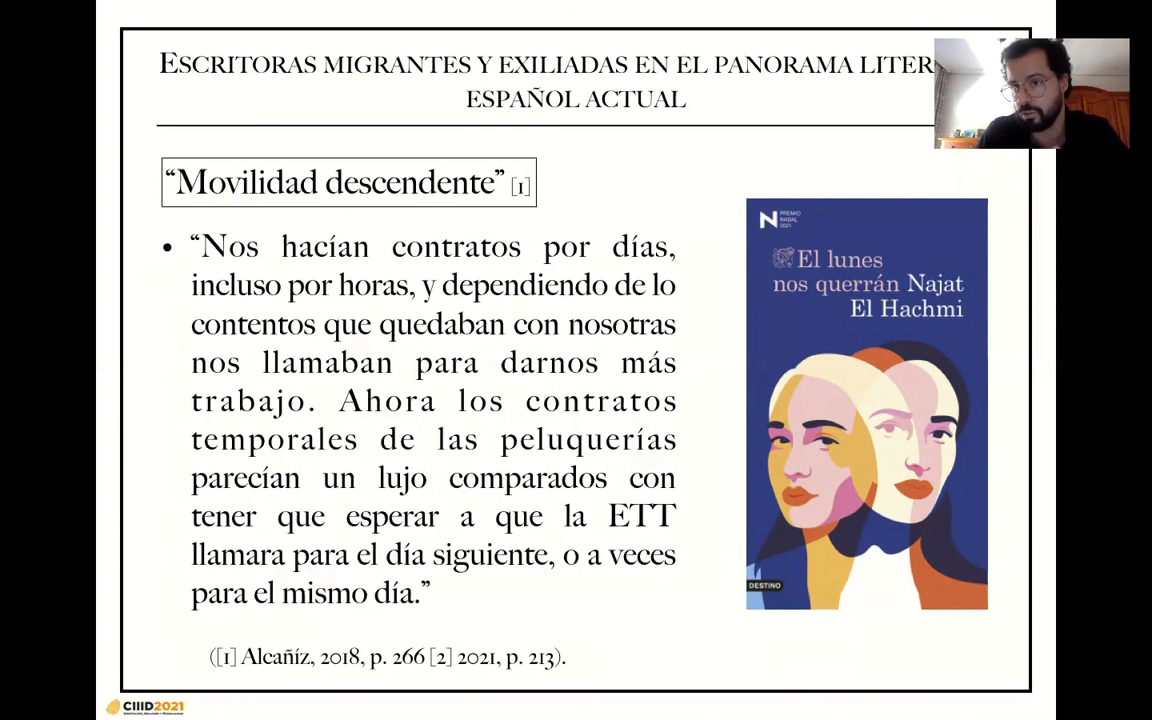 ESCRITORAS MIGRANTES Y EXILIADAS EN EL PANORAMA LITER
ESPAÑOL ACTUAL
“Movilidad descendente” [1]
• “Nos hacían contratos por días,
incluso por horas, y dependiendo de lo
contentos que quedaban con nosotras
nos llamaban para darnos más
trabajo. Ahora los contratos
temporales de las peluquerías
parecían un lujo comparados con
tener que esperar a que la ETT
llamara para el día siguiente, o a veces
para el mismo día.”
([1] Alcañíz, 2018, p. 266 [2] 2021, p. 213).
N PREMIO
NADAL
2021
El lunes
nos querrán Najat
El Hachmi
DESTINO
CIIID2021